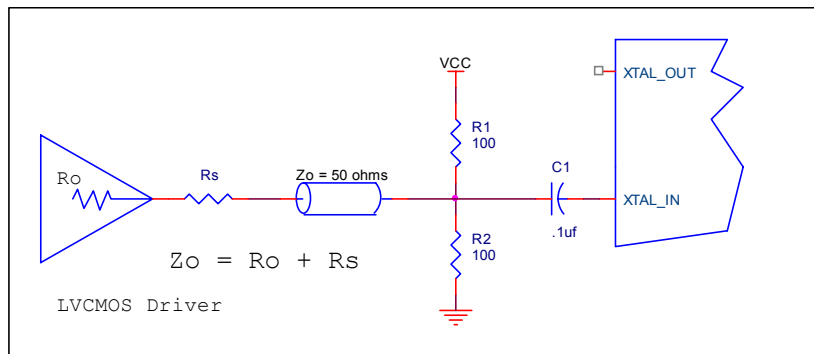 VCC
XTAL_OUT
R1
100
Ro
Rs
Zo = 50 ohms
C1
XTAL_IN
.1uf
R2
100
Zo = Ro + Rs
LVCMOS Driver